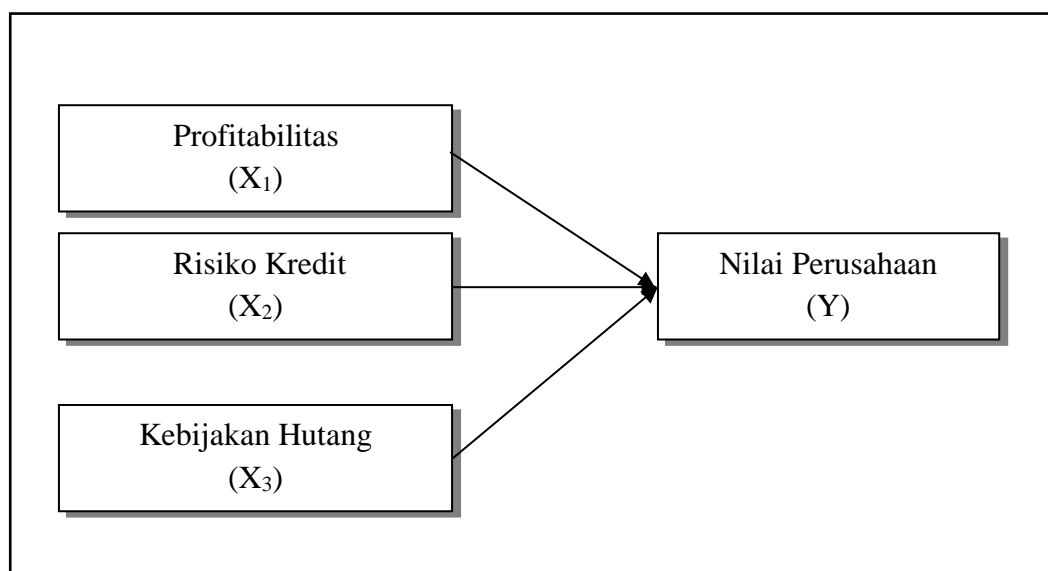 Profitabilitas
(X₁)
Risiko Kredit
(X₂)
Nilai Perusahaan
(Y)
Kebijakan Hutang
(X₃)